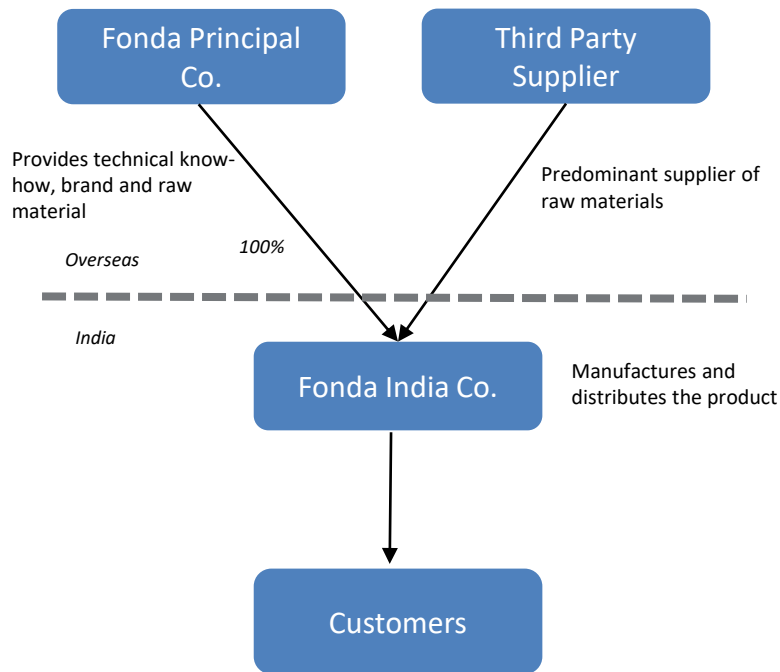 Fonda Principal
Co.
Third Party
Supplier
Provides technical know-
how, brand and raw
material
Predominant supplier of
raw materials
100%
Overseas
India
Fonda India Co.
Manufactures and
distributes the product
Customers